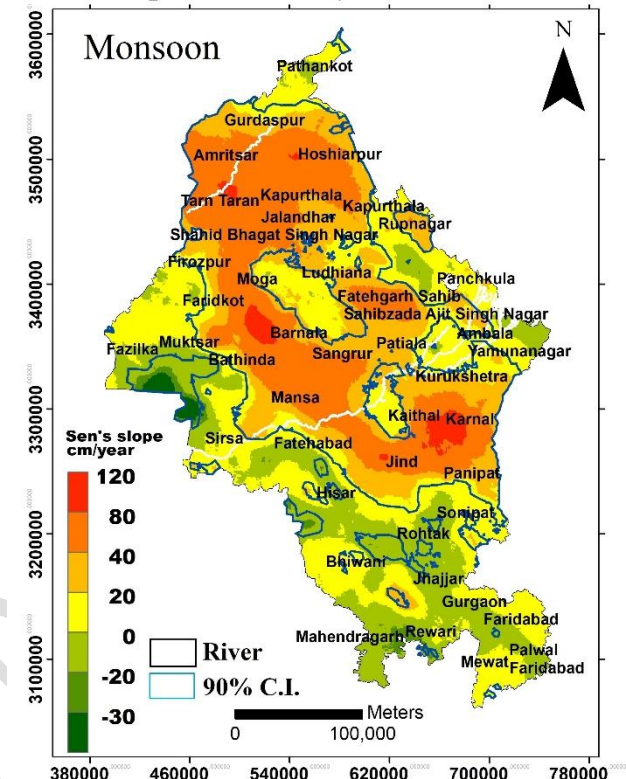 Monsoon
N
Pathankot
Gurdaspur
Amritsar
Hoshiarpur
Tarn Taran
Kapurthala
Kapurthala
Jalandhar
Rupnagar
Shahid Bhagat Singh Nagar
Firozpur
Ludhiana
Moga
Panchkula
Faridkot
Fatehgarh Sahib
Sahibzada Ajit Singh Nagar
Barnala
Ambala
Muktsar
Patiala
Fazilka
Sangrur
Yamunanagar
Bathinda
Kurukshetra
Mansa
Kaithal
Karnal
Sirsa
Fatehabad
Jind
Panipat
Hisar
Sonipat
Rohtak
Bhiwani
Jhajjar
Gurgaon
Faridabad
Mahendragarh
Rewari
Palwal
Mewat
Faridabad
Sen's slope
cm/year
120
80
40
20
0
-20
-30
River
90% C.I.
Meters
0
100,000
3600000
3500000
3400000
3300000
3200000
3100000
380000
460000
540000
620000
700000
780000